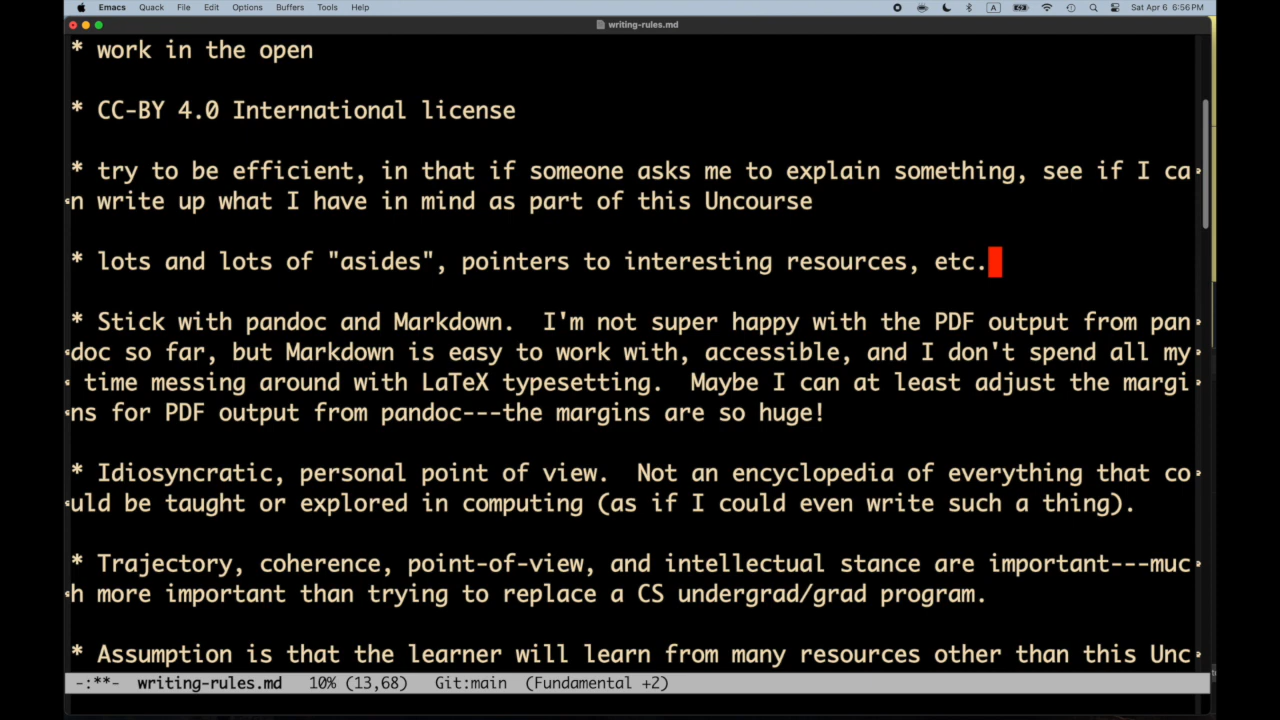 Emacs Quack File Edit Options Buffers Tools Help
A Sat Apr 6 6:56 PM
writing-rules.md
* work in the open
* CC-BY 4.0 International license
* try to be efficient, in that if someone asks me to explain something, see if I ca
n write up what I have in mind as part of this Uncourse
* lots and lots of "asides", pointers to interesting resources, etc.
* Stick with pandoc and Markdown.  I'm not super happy with the PDF output from pan
doc so far, but Markdown is easy to work with, accessible, and I don't spend all my
time messing around with LaTeX typesetting.  Maybe I can at least adjust the margi
ns for PDF output from pandoc---the margins are so huge!
* Idiosyncratic, personal point of view.  Not an encyclopedia of everything that co
uld be taught or explored in computing (as if I could even write such a thing).
* Trajectory, coherence, point-of-view, and intellectual stance are important---muc
h more important than trying to replace a CS undergrad/grad program.
* Assumption is that the learner will learn from many resources other than this Unc
-:**-  writing-rules.md   10% (13,68)   Git:main  (Fundamental +2)